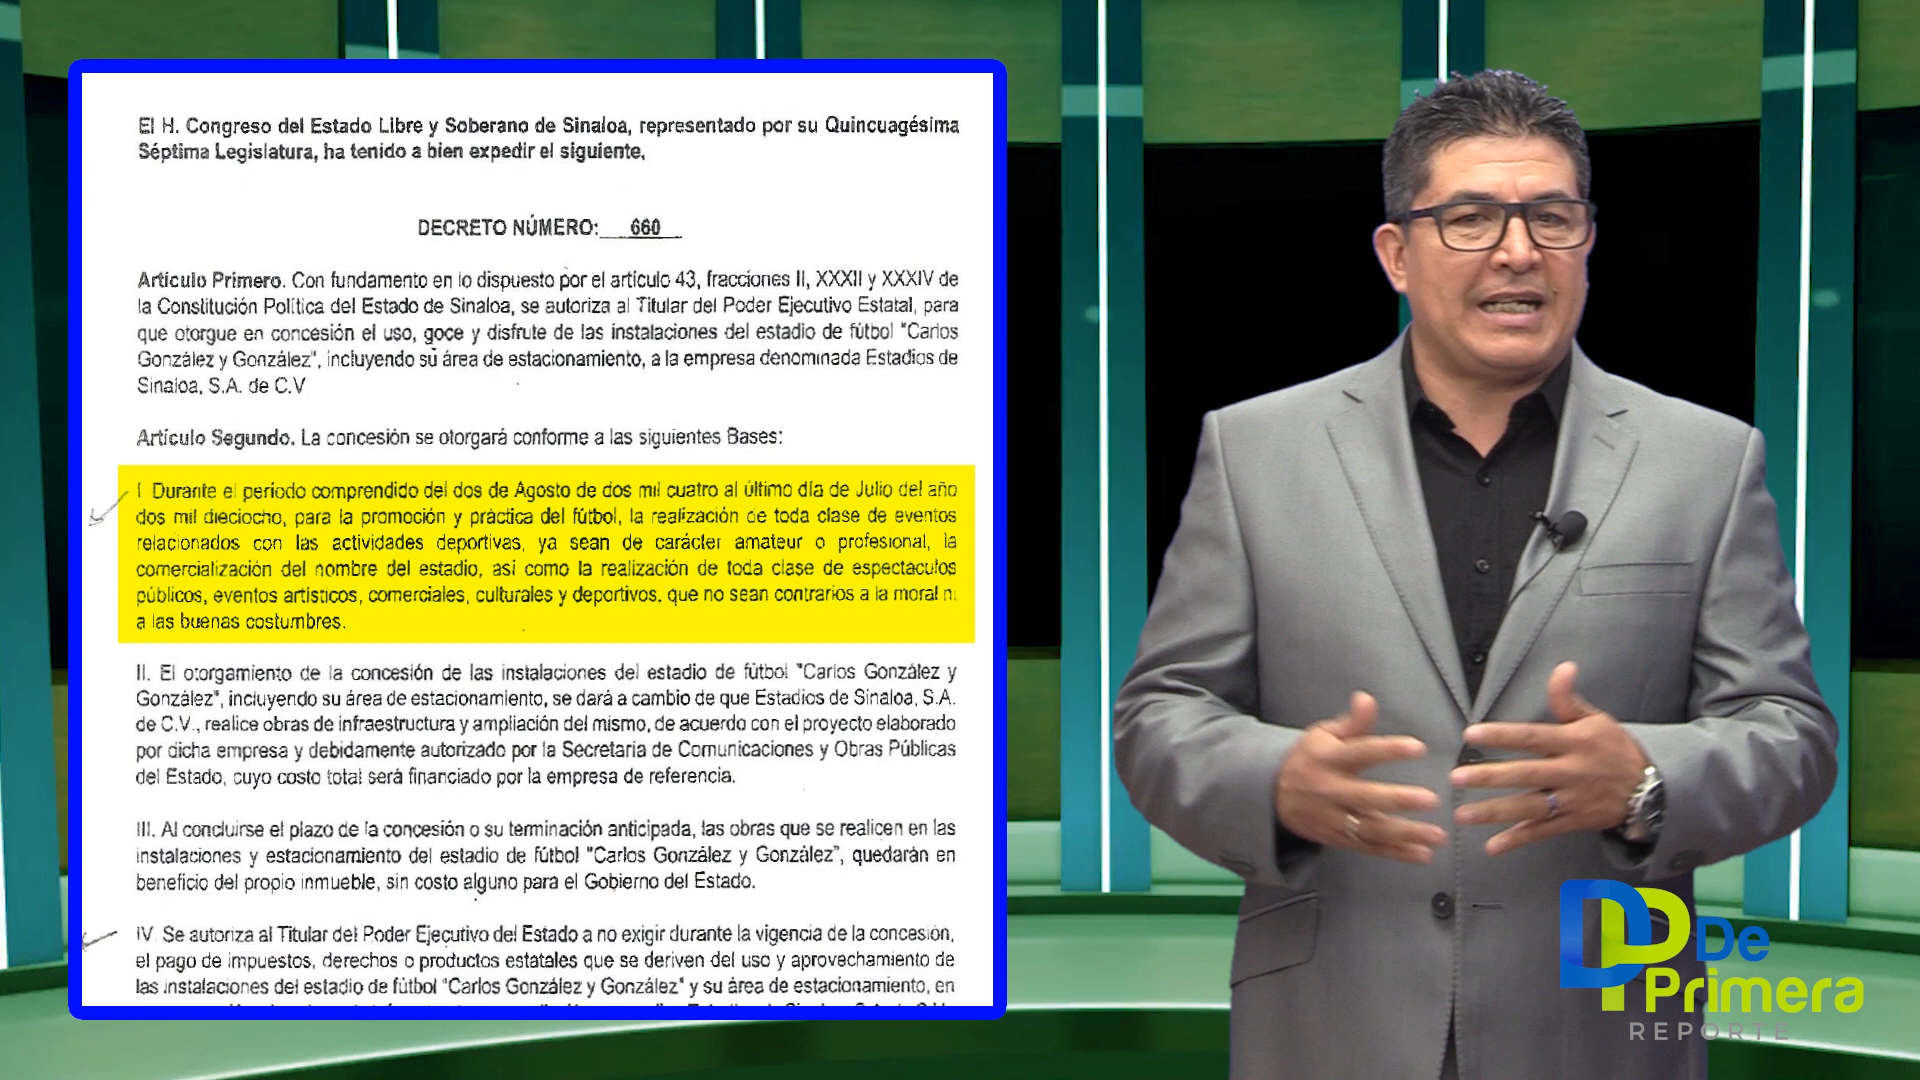 El H. Congreso del Estado Libre y Soberano de Sinaloa, representado por su Quincuagésima
Séptima Legislatura, ha tenido a bien expedir el siguiente,
DECRETO NÚMERO: 660
Artículo Primero. Con fundamento en lo dispuesto por el artículo 43, fracciones II, XXXII y XXXIV de
la Constitución Política del Estado de Sinaloa, se autoriza al Titular del Poder Ejecutivo Estatal, para
que otorgue en concesión el uso, goce y disfrute de las instalaciones del estadio de fútbol "Carlos
González y González", incluyendo su área de estacionamiento, a la empresa denominada Estadios de
Sinaloa, S.A. de C.V
Artículo Segundo. La concesión se otorgará conforme a las siguientes Bases:
I Durante el período comprendido del dos de Agosto de dos mil cuatro al último día de Julio del año
dos mil dieciocho, para la promoción y práctica del fútbol, la realización de toda clase de eventos
relacionados con las actividades deportivas, ya sean de carácter amateur o profesional, la
comercialización del nombre del estadio, así como la realización de toda clase de espectáculos
públicos, eventos artísticos, comerciales, culturales y deportivos, que no sean contrarios a la moral ni
a las buenas costumbres.
II. El otorgamiento de la concesión de las instalaciones del estadio de fútbol "Carlos González y
González", incluyendo su área de estacionamiento, se dará a cambio de que Estadios de Sinaloa, S.A.
de C.V., realice obras de infraestructura y ampliación del mismo, de acuerdo con el proyecto elaborado
por dicha empresa y debidamente autorizado por la Secretaria de Comunicaciones y Obras Públicas
del Estado, cuyo costo total será financiado por la empresa de referencia.
III. Al concluirse el plazo de la concesión o su terminación anticipada, las obras que se realicen en las
instalaciones y estacionamiento del estadio de fútbol "Carlos González y González", quedarán en
beneficio del propio inmueble, sin costo alguno para el Gobierno del Estado.
IV. Se autoriza al Titular del Poder Ejecutivo del Estado a no exigir durante la vigencia de la concesión,
el pago de impuestos, derechos o productos estatales que se deriven del uso y aprovechamiento de
las instalaciones del estadio de fútbol "Carlos González y González" y su área de estacionamiento, en
DP De
Primera
REPORTE